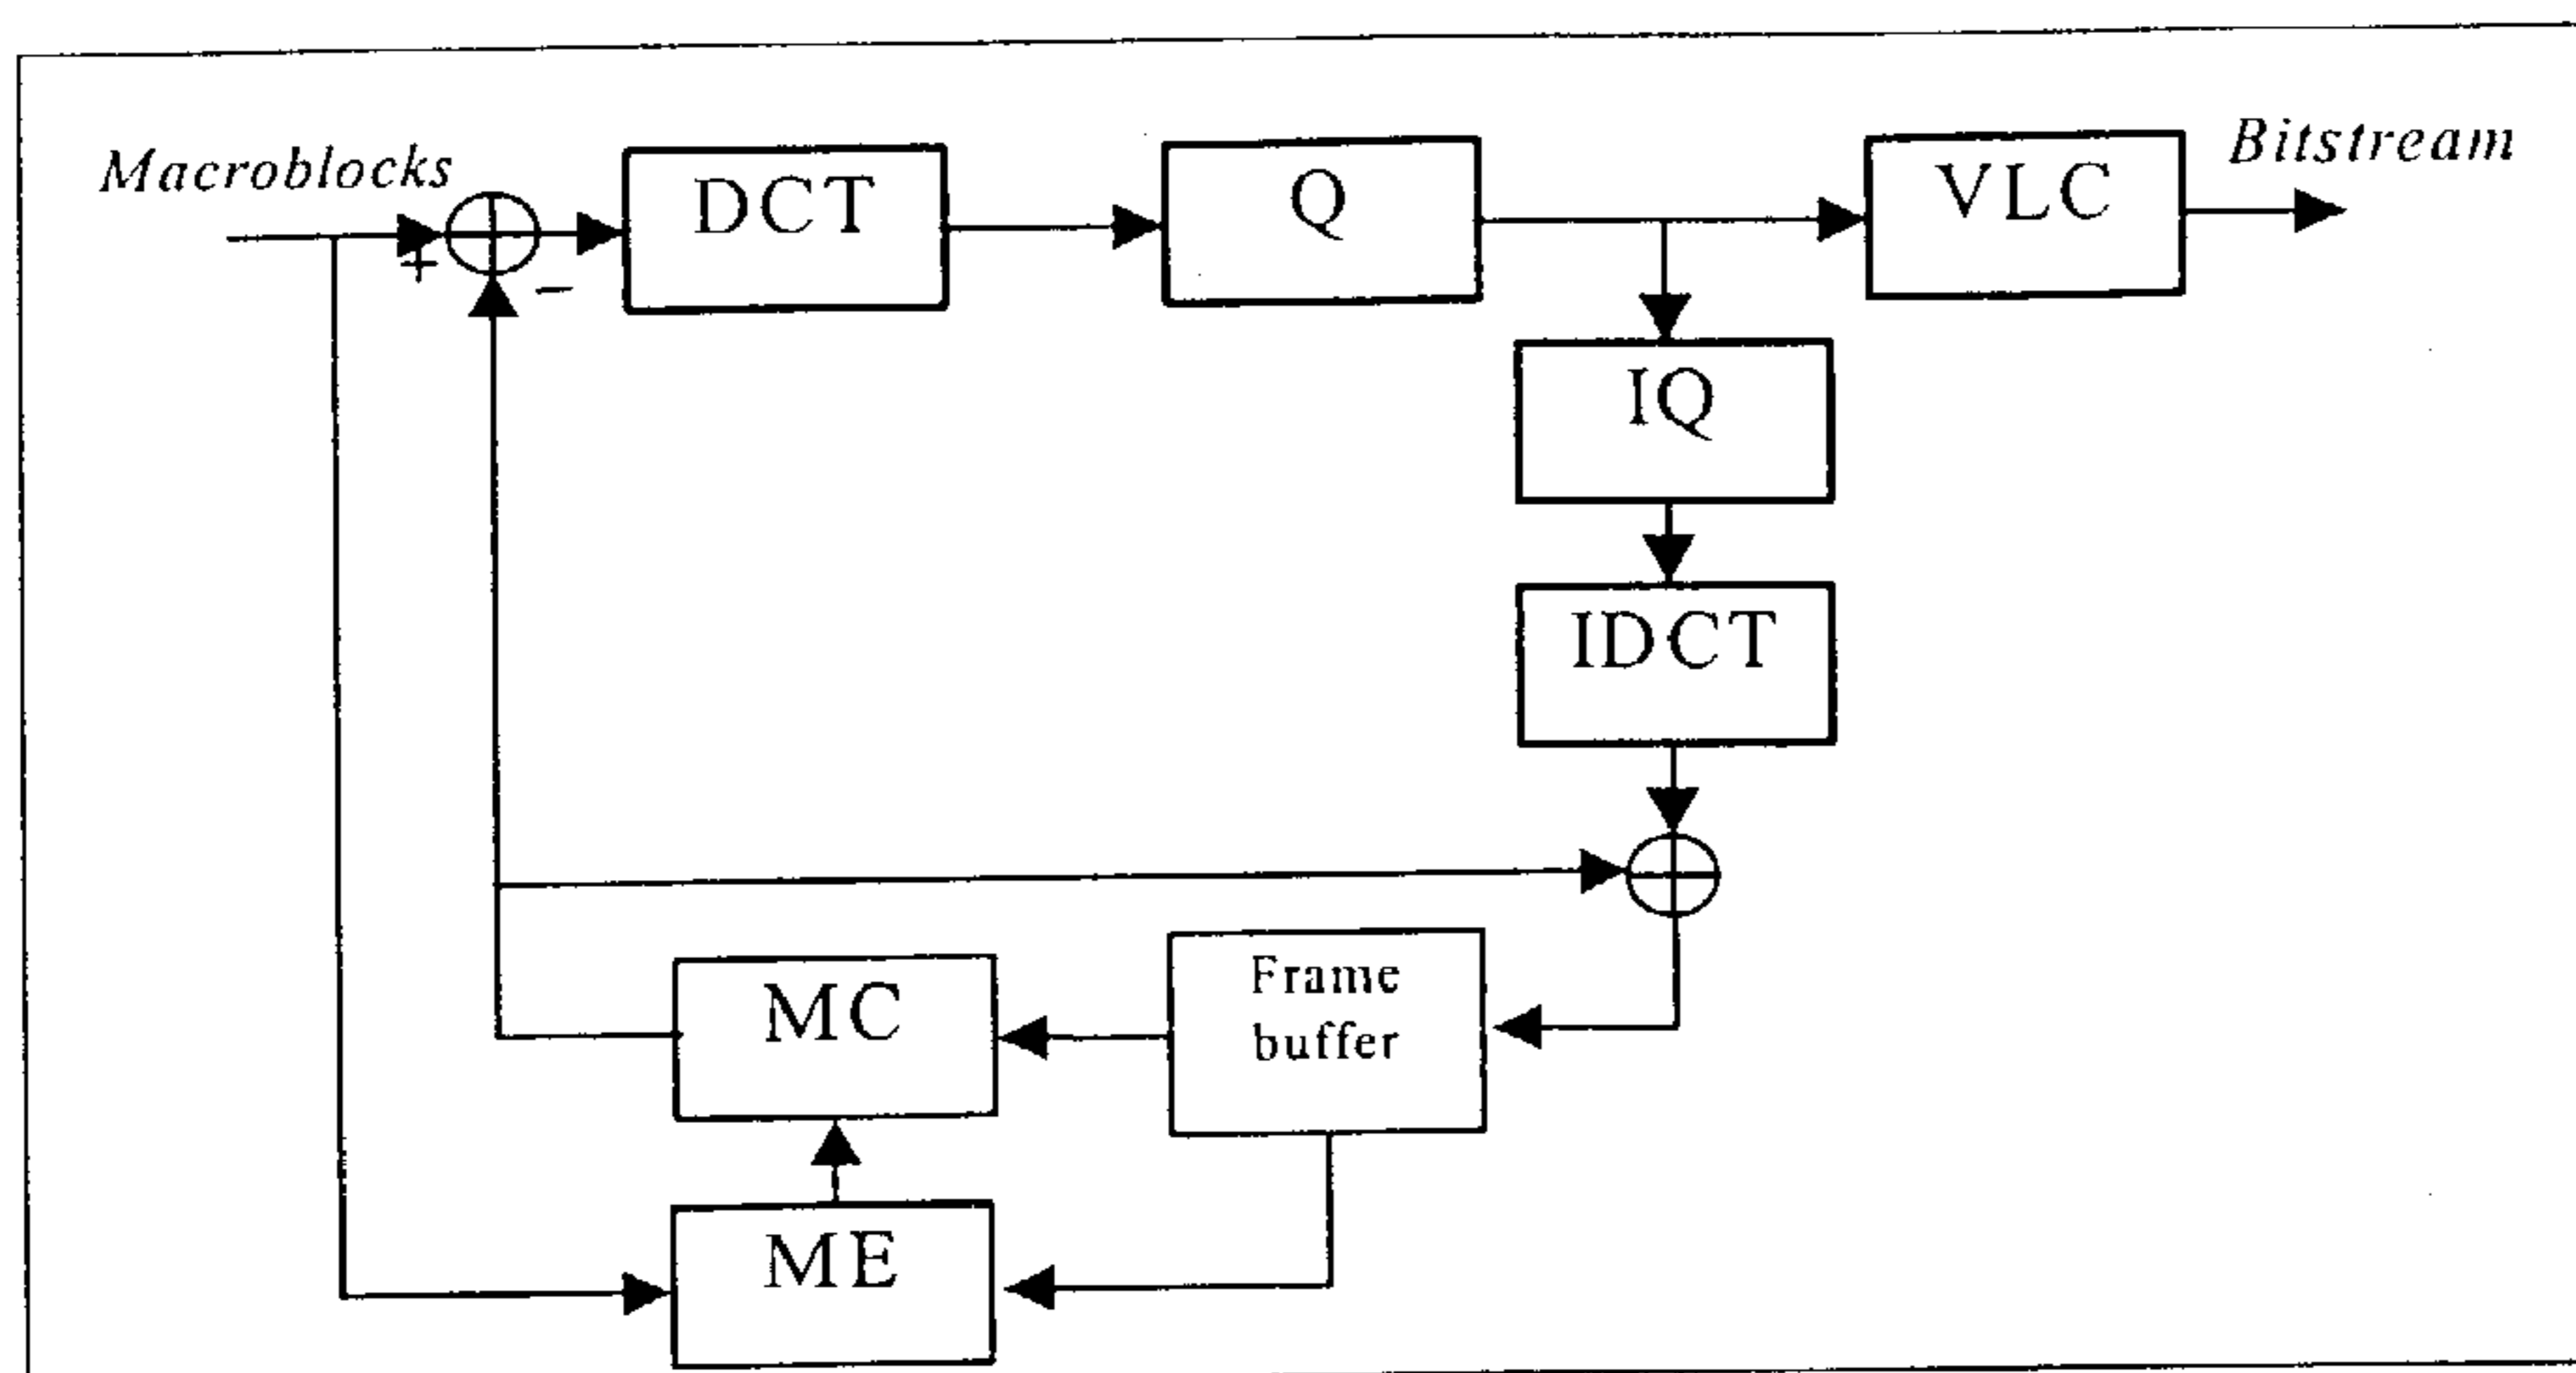 Macroblocks
+
−
DCT
Q
VLC
Bitstream
IQ
IDCT
MC
Frame
buffer
ME